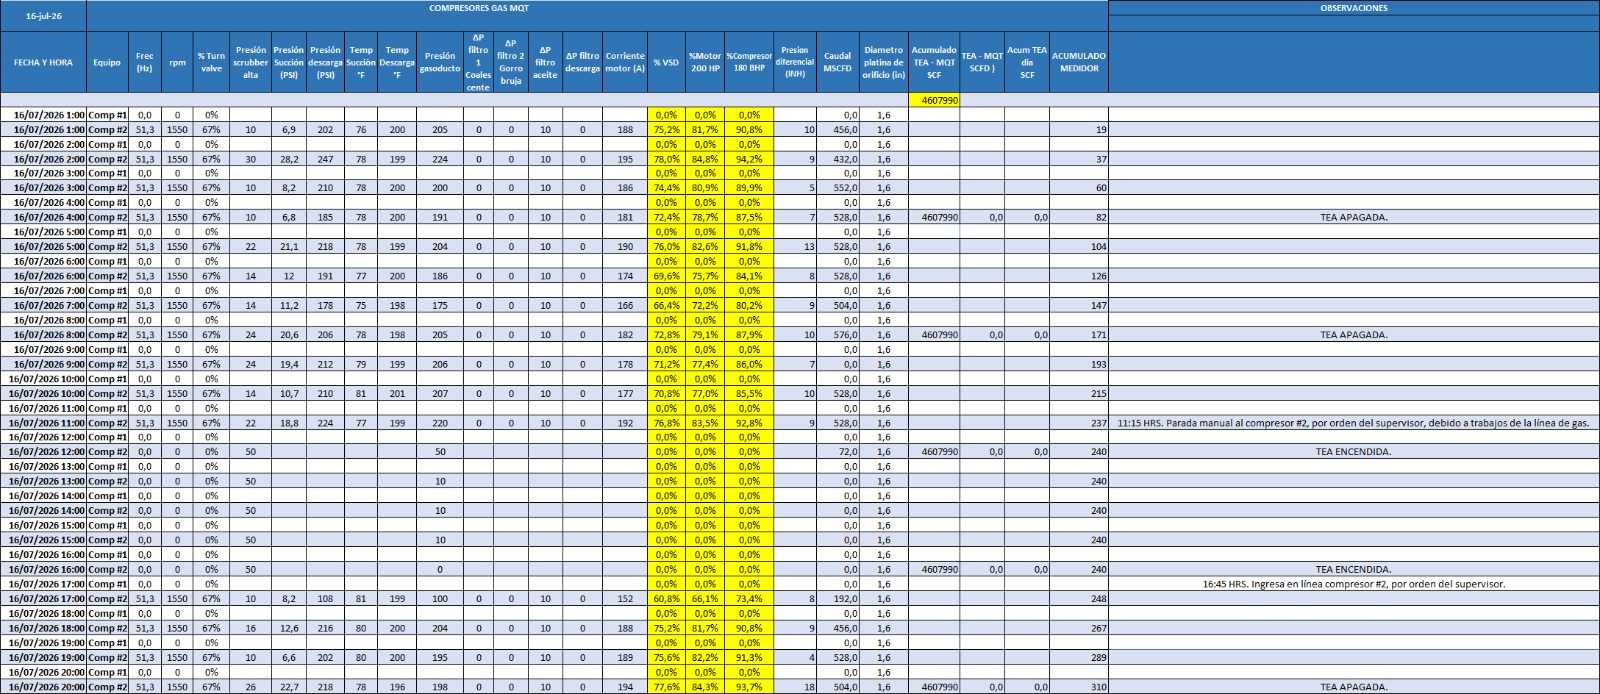 16-jul-26 COMPRESORES GAS MQT OBSERVACIONES
FECHA Y HORA Equipo Frec (Hz) rpm % Turn valve Presión scrubber alta Presión Succión (PSI) Presión descarga (PSI) Temp Succiòn °F Temp Descarga °F Presión gasoducto ΔP filtro 1 Coales cente ΔP filtro 2 Gorro bruja ΔP filtro aceite ΔP filtro descarga Corriente motor (A) % VSD %Motor 200 HP %Compresor 180 BHP Presion diferencial (INH) Caudal MSCFD Diametro platina de orificio (in) Acumulado TEA - MQT SCF TEA - MQT SCFD ) Acum TEA dia SCF ACUMULADO MEDIDOR
4607990
16/07/2026 1:00 Comp #1 0,0 0 0% 0,0% 0,0% 0,0% 0,0 1,6
16/07/2026 1:00 Comp #2 51,3 1550 67% 10 6,9 202 76 200 205 0 0 10 0 188 75,2% 81,7% 90,8% 10 456,0 1,6 19
16/07/2026 2:00 Comp #1 0,0 0 0% 0,0% 0,0% 0,0% 0,0 1,6
16/07/2026 2:00 Comp #2 51,3 1550 67% 30 28,2 247 78 199 224 0 0 10 0 195 78,0% 84,8% 94,2% 9 432,0 1,6 37
16/07/2026 3:00 Comp #1 0,0 0 0% 0,0% 0,0% 0,0% 0,0 1,6
16/07/2026 3:00 Comp #2 51,3 1550 67% 10 8,2 210 78 200 200 0 0 10 0 186 74,4% 80,9% 89,9% 5 552,0 1,6 60
16/07/2026 4:00 Comp #1 0,0 0 0% 0,0% 0,0% 0,0% 0,0 1,6
16/07/2026 4:00 Comp #2 51,3 1550 67% 10 6,8 185 78 200 191 0 0 10 0 181 72,4% 78,7% 87,5% 7 528,0 1,6 4607990 0,0 0,0 82 TEA APAGADA.
16/07/2026 5:00 Comp #1 0,0 0 0% 0,0% 0,0% 0,0% 0,0 1,6
16/07/2026 5:00 Comp #2 51,3 1550 67% 22 21,1 218 78 199 204 0 0 10 0 190 76,0% 82,6% 91,8% 13 528,0 1,6 104
16/07/2026 6:00 Comp #1 0,0 0 0% 0,0% 0,0% 0,0% 0,0 1,6
16/07/2026 6:00 Comp #2 51,3 1550 67% 14 12 191 77 200 186 0 0 10 0 174 69,6% 75,7% 84,1% 8 528,0 1,6 126
16/07/2026 7:00 Comp #1 0,0 0 0% 0,0% 0,0% 0,0% 0,0 1,6
16/07/2026 7:00 Comp #2 51,3 1550 67% 14 11,2 178 75 198 175 0 0 10 0 166 66,4% 72,2% 80,2% 9 504,0 1,6 147
16/07/2026 8:00 Comp #1 0,0 0 0% 0,0% 0,0% 0,0% 0,0 1,6
16/07/2026 8:00 Comp #2 51,3 1550 67% 24 20,6 206 78 198 205 0 0 10 0 182 72,8% 79,1% 87,9% 10 576,0 1,6 4607990 0,0 0,0 171 TEA APAGADA.
16/07/2026 9:00 Comp #1 0,0 0 0% 0,0% 0,0% 0,0% 0,0 1,6
16/07/2026 9:00 Comp #2 51,3 1550 67% 24 19,4 212 79 199 206 0 0 10 0 178 71,2% 77,4% 86,0% 7 528,0 1,6 193
16/07/2026 10:00 Comp #1 0,0 0 0% 0,0% 0,0% 0,0% 0,0 1,6
16/07/2026 10:00 Comp #2 51,3 1550 67% 14 10,7 210 81 201 207 0 0 10 0 177 70,8% 77,0% 85,5% 10 528,0 1,6 215
16/07/2026 11:00 Comp #1 0,0 0 0% 0,0% 0,0% 0,0% 0,0 1,6
16/07/2026 11:00 Comp #2 51,3 1550 67% 22 18,8 224 77 199 220 0 0 10 0 192 76,8% 83,5% 92,8% 9 528,0 1,6 237 11:15 HRS. Parada manual al compresor #2, por orden del supervisor, debido a trabajos de la línea de gas.
16/07/2026 12:00 Comp #1 0,0 0 0% 0,0% 0,0% 0,0% 0,0 1,6
16/07/2026 12:00 Comp #2 0,0 0 0% 50 50 0,0% 0,0% 0,0% 72,0 1,6 4607990 0,0 0,0 240 TEA ENCENDIDA.
16/07/2026 13:00 Comp #1 0,0 0 0% 0,0% 0,0% 0,0% 0,0 1,6
16/07/2026 13:00 Comp #2 0,0 0 0% 50 10 0,0% 0,0% 0,0% 0,0 1,6 240
16/07/2026 14:00 Comp #1 0,0 0 0% 0,0% 0,0% 0,0% 0,0 1,6
16/07/2026 14:00 Comp #2 0,0 0 0% 50 10 0,0% 0,0% 0,0% 0,0 1,6 240
16/07/2026 15:00 Comp #1 0,0 0 0% 0,0% 0,0% 0,0% 0,0 1,6
16/07/2026 15:00 Comp #2 0,0 0 0% 50 10 0,0% 0,0% 0,0% 0,0 1,6 240
16/07/2026 16:00 Comp #1 0,0 0 0% 0,0% 0,0% 0,0% 0,0 1,6
16/07/2026 16:00 Comp #2 0,0 0 0% 50 0 0,0% 0,0% 0,0% 0,0 1,6 4607990 0,0 0,0 240 TEA ENCENDIDA.
16/07/2026 17:00 Comp #1 0,0 0 0% 0,0% 0,0% 0,0% 0,0 1,6 16:45 HRS. Ingresa en línea compresor #2, por orden del supervisor.
16/07/2026 17:00 Comp #2 51,3 1550 67% 10 8,2 108 81 199 100 0 0 10 0 152 60,8% 66,1% 73,4% 8 192,0 1,6 248
16/07/2026 18:00 Comp #1 0,0 0 0% 0,0% 0,0% 0,0% 0,0 1,6
16/07/2026 18:00 Comp #2 51,3 1550 67% 16 12,6 216 80 200 204 0 0 10 0 188 75,2% 81,7% 90,8% 9 456,0 1,6 267
16/07/2026 19:00 Comp #1 0,0 0 0% 0,0% 0,0% 0,0% 0,0 1,6
16/07/2026 19:00 Comp #2 51,3 1550 67% 10 6,6 202 80 200 195 0 0 10 0 189 75,6% 82,2% 91,3% 4 528,0 1,6 289
16/07/2026 20:00 Comp #1 0,0 0 0% 0,0% 0,0% 0,0% 0,0 1,6
16/07/2026 20:00 Comp #2 51,3 1550 67% 26 22,7 218 78 196 198 0 0 10 0 194 77,6% 84,3% 93,7% 18 504,0 1,6 4607990 0,0 0,0 310 TEA APAGADA.